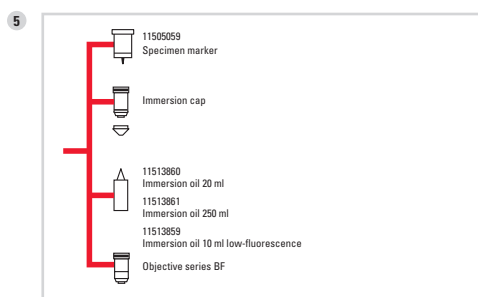 5
11505059
Specimen marker
Immersion cap
11513860
Immersion oil 20 ml
11513861
Immersion oil 250 ml
11513859
Immersion oil 10 ml low-fluorescence
Objective series BF